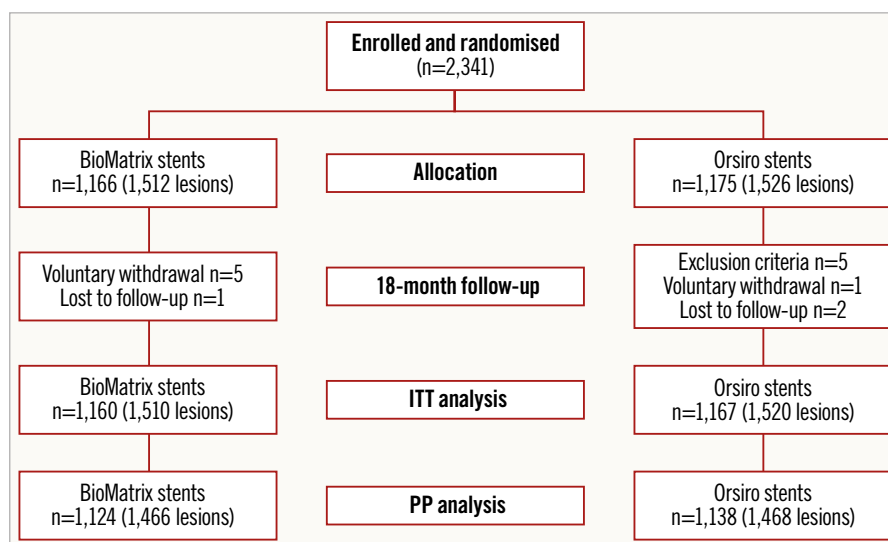 Enrolled and randomised
(n=2,341)
BioMatrix stents
n=1,166 (1,512 lesions)
Allocation
Orsiro stents
n=1,175 (1,526 lesions)
Voluntary withdrawal n=5
Lost to follow-up n=1
18-month follow-up
Exclusion criteria n=5
Voluntary withdrawal n=1
Lost to follow-up n=2
BioMatrix stents
n=1,160 (1,510 lesions)
ITT analysis
Orsiro stents
n=1,167 (1,520 lesions)
BioMatrix stents
n=1,124 (1,466 lesions)
PP analysis
Orsiro stents
n=1,138 (1,468 lesions)